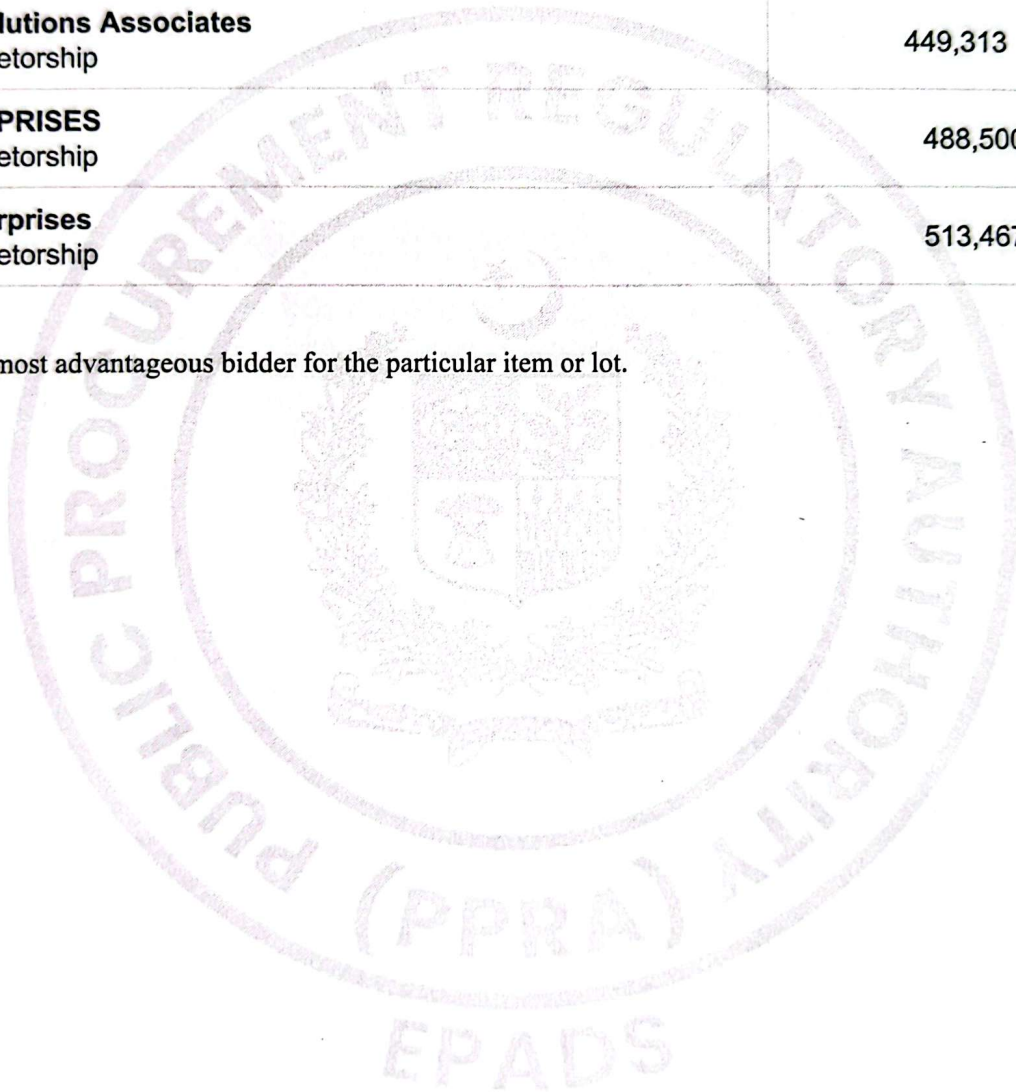 lutions Associates
etorship
449,313
PRISES
etorship
488,500
rprises
etorship
513,467
most advantageous bidder for the particular item or lot.
PUBLIC PROCUREMENT REGULATORY AUTHORITY
(PPRA)
EPADS